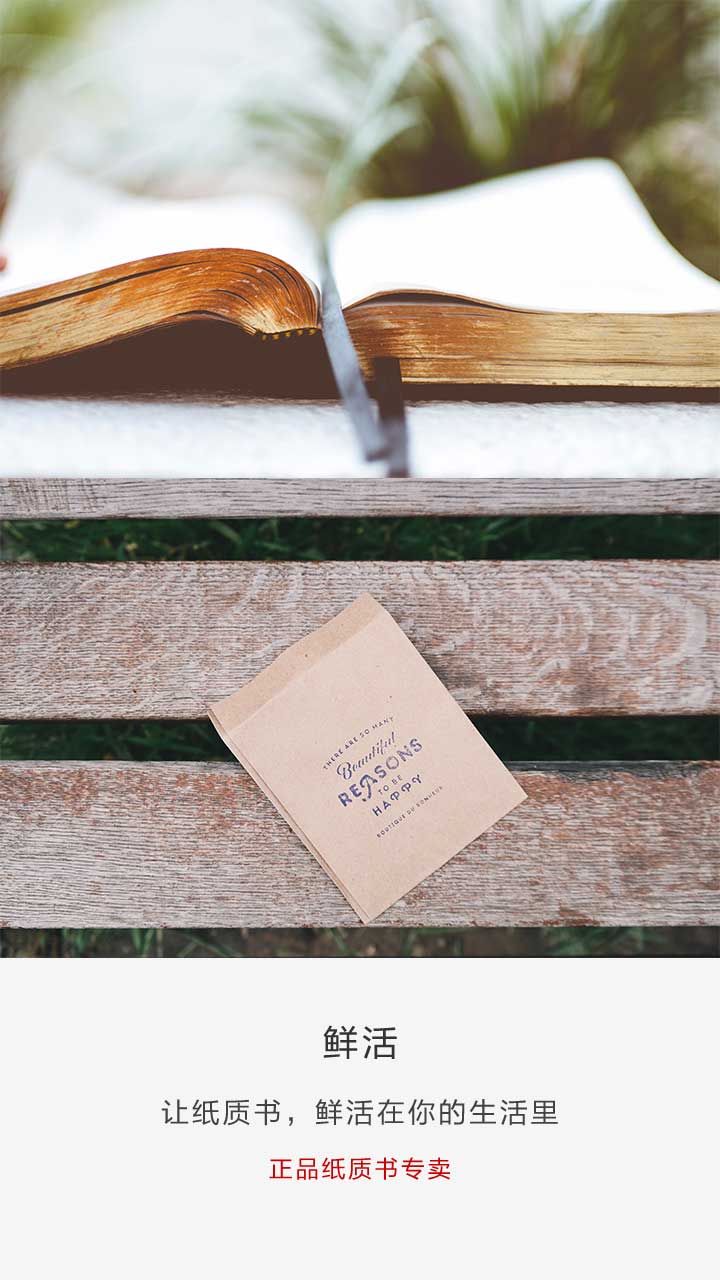 THERE ARE SO MANY
Beautiful
REASONS
TO BE
HAPPY
BOUTIQUE DU BONHEUR
鲜活
让纸质书，鲜活在你的生活里
正品纸质书专卖